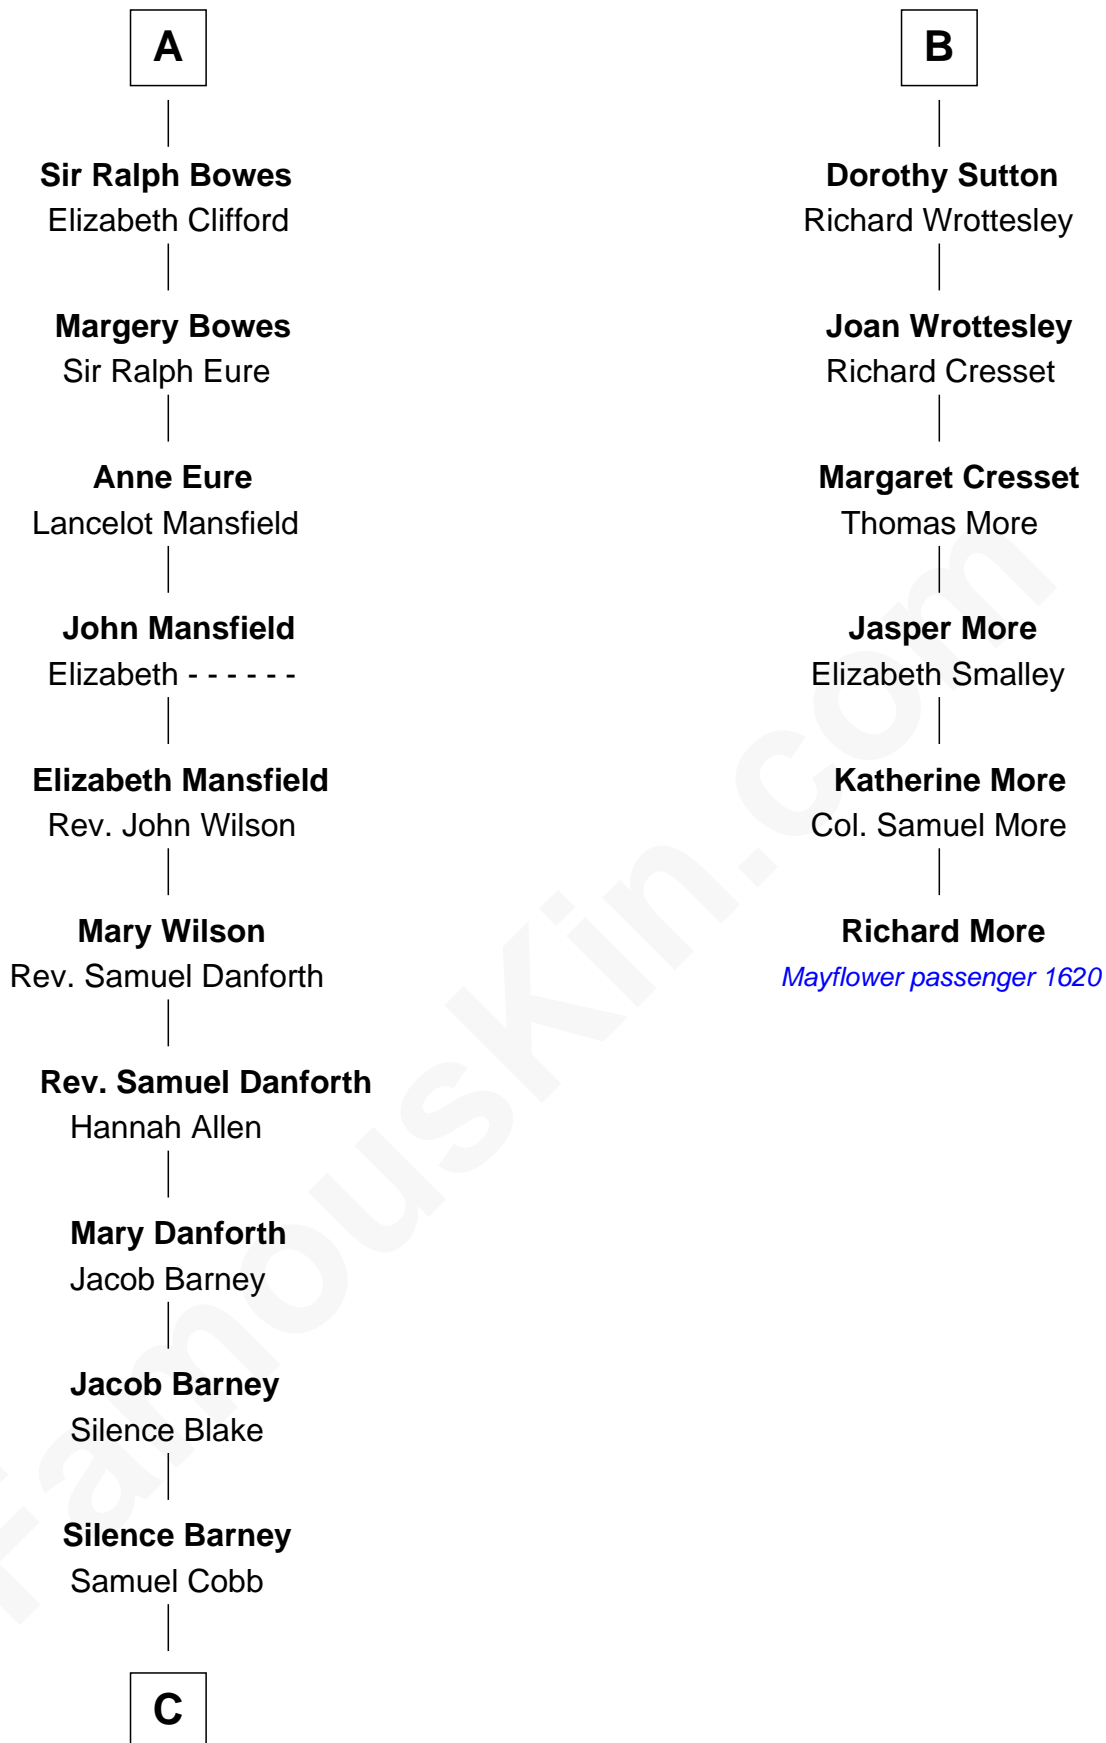 A
Sir Ralph Bowes
Elizabeth Clifford
Margery Bowes
Sir Ralph Eure
Anne Eure
Lancelot Mansfield
John Mansfield
Elizabeth - - - - - -
Elizabeth Mansfield
Rev. John Wilson
Mary Wilson
Rev. Samuel Danforth
Rev. Samuel Danforth
Hannah Allen
Mary Danforth
Jacob Barney
Jacob Barney
Silence Blake
Silence Barney
Samuel Cobb
C
B
Dorothy Sutton
Richard Wrottesley
Joan Wrottesley
Richard Cresset
Margaret Cresset
Thomas More
Jasper More
Elizabeth Smalley
Katherine More
Col. Samuel More
Richard More
Mayflower passenger 1620
FamousKin.com